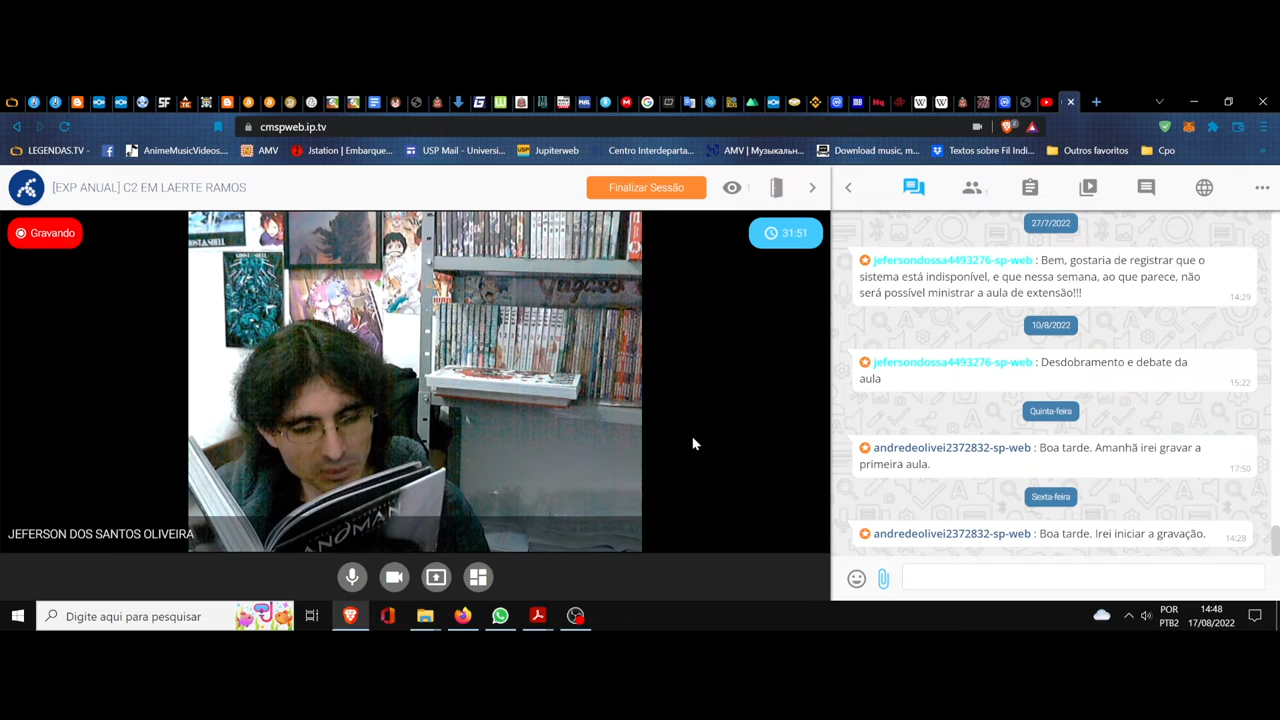 cmspweb.ip.tv
2
LEGENDAS.TV -
AnimeMusicVideos....
AMV
Jstation | Embarque...
USP Mail - Universi...
Jupiterweb
Centro Interdeparta...
AMV | Музыкальн...
Download music, m...
Textos sobre Fil Indi...
Outros favoritos
Cpo
[EXP ANUAL] C2 EM LAERTE RAMOS
Finalizar Sessão
1
1
Gravando
31:51
27/7/2022
jefersondossa4493276-sp-web : Bem, gostaria de registrar que o
sistema está indisponível, e que nessa semana, ao que parece, não
será possível ministrar a aula de extensão!!!
14:29
10/8/2022
jefersondossa4493276-sp-web : Desdobramento e debate da
aula
15:22
Quinta-feira
andredeolivei2372832-sp-web : Boa tarde. Amanhã irei gravar a
primeira aula.
17:50
Sexta-feira
andredeolivei2372832-sp-web : Boa tarde. Irei iniciar a gravação.
14:28
JEFERSON DOS SANTOS OLIVEIRA
Digite aqui para pesquisar
POR
PTB2
14:48
17/08/2022